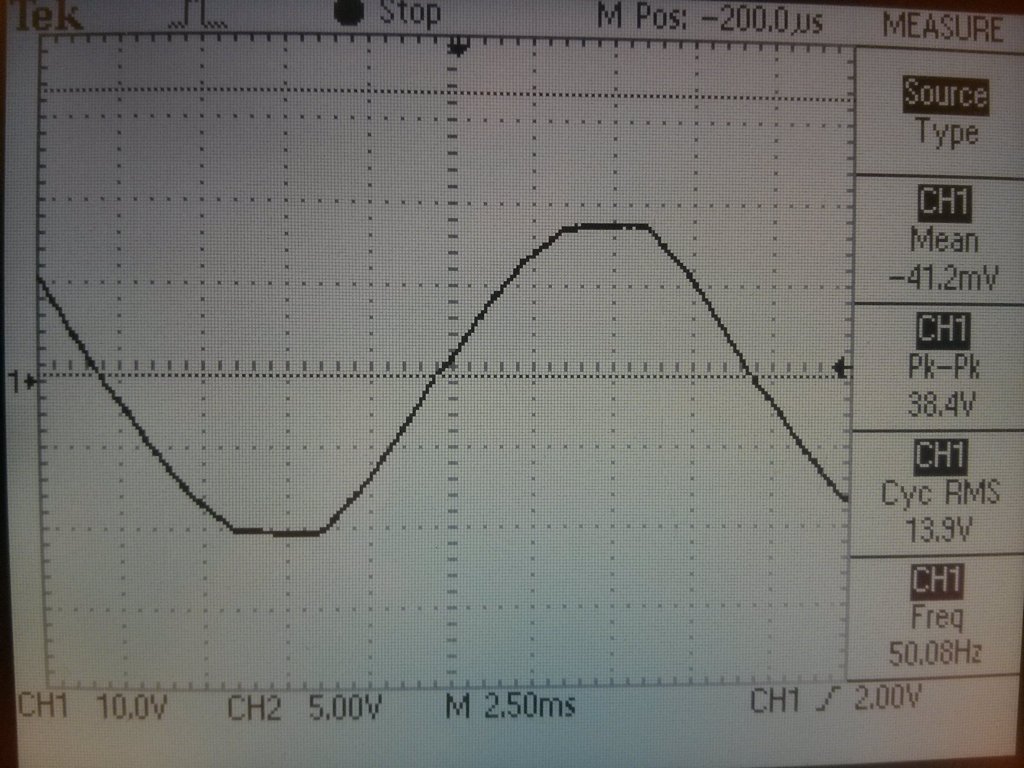 Tek Stop M Pos: -200.0µs MEASURE
Source
Type
CH1
Mean
-41.2mV
CH1
Pk-Pk
38.4V
1
CH1
Cyc RMS
13.9V
CH1
Freq
50.08Hz
CH1 10.0V CH2 5.00V M 2.50ms CH1 2.00V